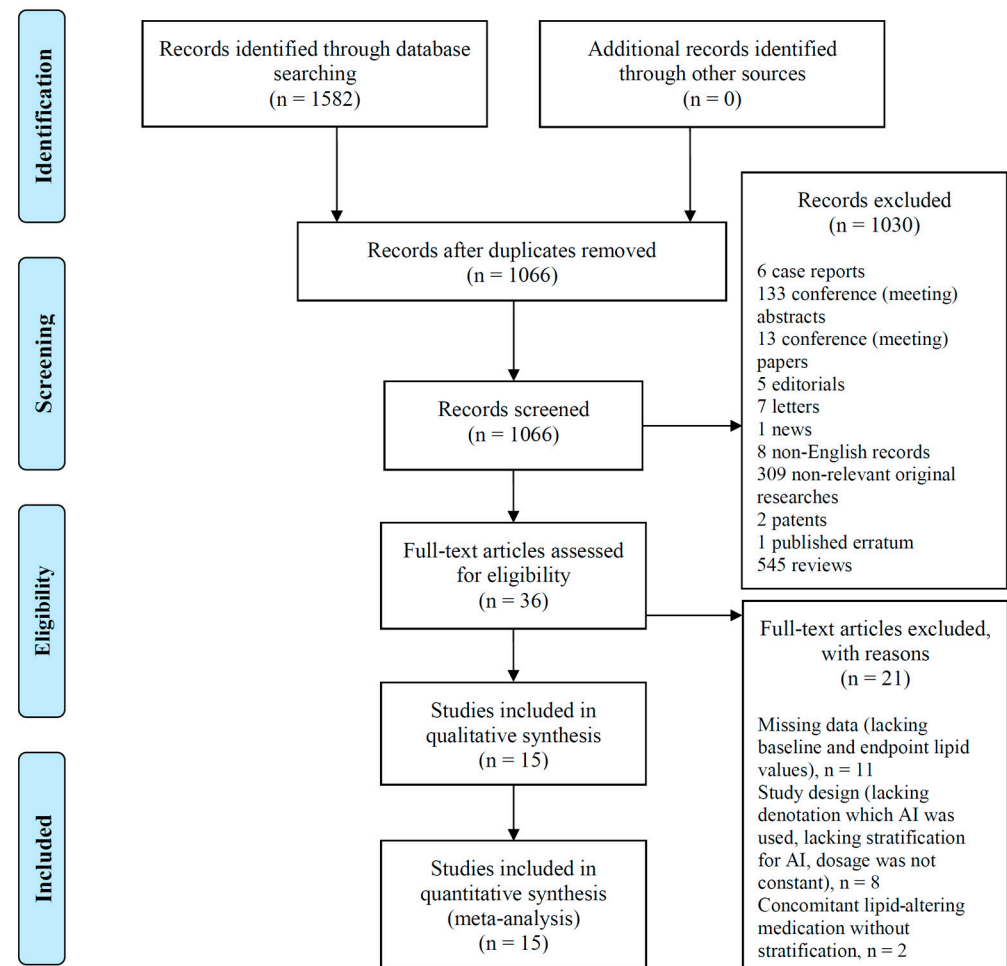 Identification
Records identified through database
searching
(n = 1582)
Additional records identified
through other sources
(n = 0)
Records after duplicates removed
(n = 1066)
Records excluded
(n = 1030)
6 case reports
133 conference (meeting)
abstracts
13 conference (meeting)
papers
5 editorials
7 letters
1 news
8 non-English records
309 non-relevant original
researches
2 patents
1 published erratum
545 reviews
Screening
Records screened
(n = 1066)
Eligibility
Full-text articles assessed
for eligibility
(n = 36)
Full-text articles excluded,
with reasons
(n = 21)
Missing data (lacking
baseline and endpoint lipid
values), n = 11
Study design (lacking
denotation which AI was
used, lacking stratification
for AI, dosage was not
constant), n = 8
Concomitant lipid-altering
medication without
stratification, n = 2
Studies included in
qualitative synthesis
(n = 15)
Included
Studies included in
quantitative synthesis
(meta-analysis)
(n = 15)